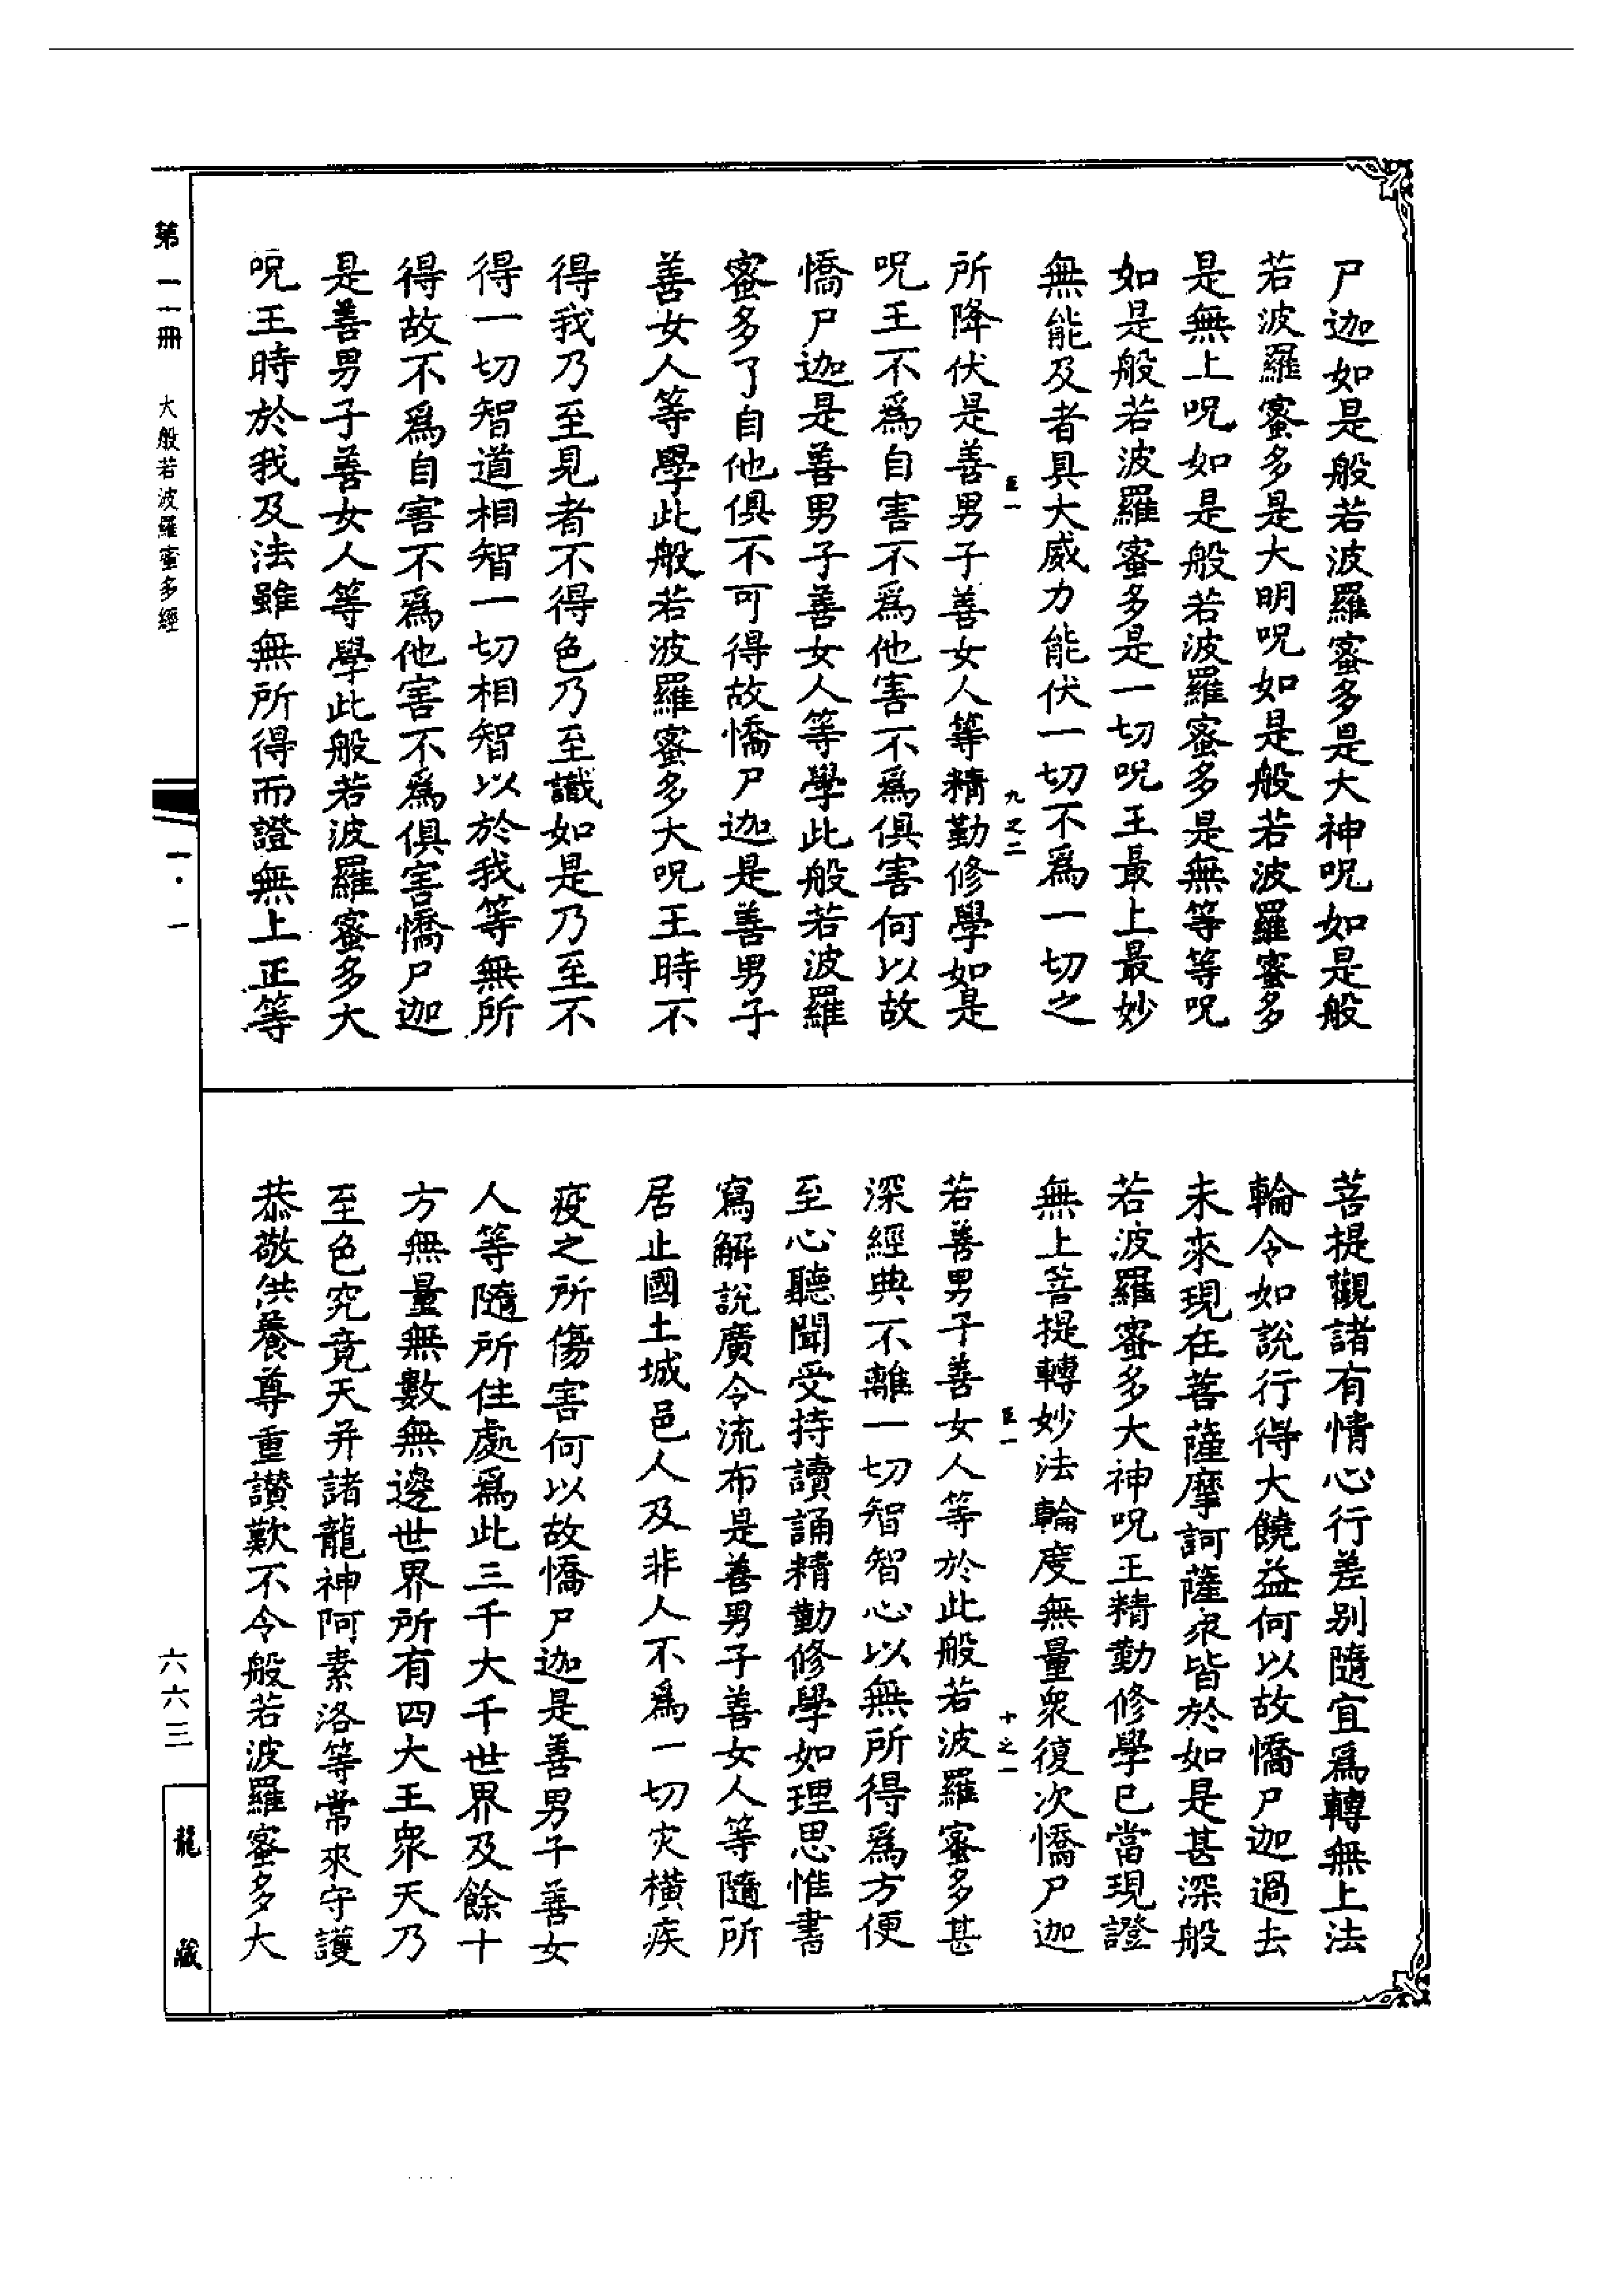 尸迦如是般若波羅蜜多是大神呪如是般
若波羅蜜多是大明呪如是般若波羅蜜多
是無上呪如是般若波羅蜜多是無等等呪
如是般若波羅蜜多是一切呪王最上最妙
無能及者具大威力能伏一切不爲一切之
所降伏是善男子善女人等精勤修學如是
呪王不爲自害不爲他害不爲俱害何以故
憍尸迦是善男子善女人等學此般若波羅
蜜多了自他俱不可得故憍尸迦是善男子
善女人等學此般若波羅蜜多大呪王時不
得我乃至見者不得色乃至識如是乃至不
得一切智道相智一切相智以於我等無所
得故不爲自害不爲他害不爲俱害憍尸迦
是善男子善女人等學此般若波羅蜜多大
呪王時於我及法雖無所得而證無上正等
菩提觀諸有情心行差別隨宜爲轉無上法
輪令如說行得大饒益何以故憍尸迦過去
未來現在菩薩摩訶薩衆皆於如是甚深般
若波羅蜜多大神呪王精勤修學已當現證
無上菩提轉妙法輪度無量衆復次憍尸迦
若善男子善女人等於此般若波羅蜜多甚
深經典不離一切智智心以無所得爲方便
至心聽聞受持讀誦精勤修學如理思惟書
寫解說廣令流布是善男子善女人等隨所
居止國土城邑人及非人不爲一切灾橫疾
疫之所傷害何以故憍尸迦是善男子善女
人等隨所住處爲此三千大千世界及餘十
方無量無數無邊世界所有四大王衆天乃
至色究竟天并諸龍神阿素洛等常來守護
恭敬供養尊重讃歎不令般若波羅蜜多大
九之二
十之一
第一冊
大般若波羅蜜多經
一·一
六六三
龍藏